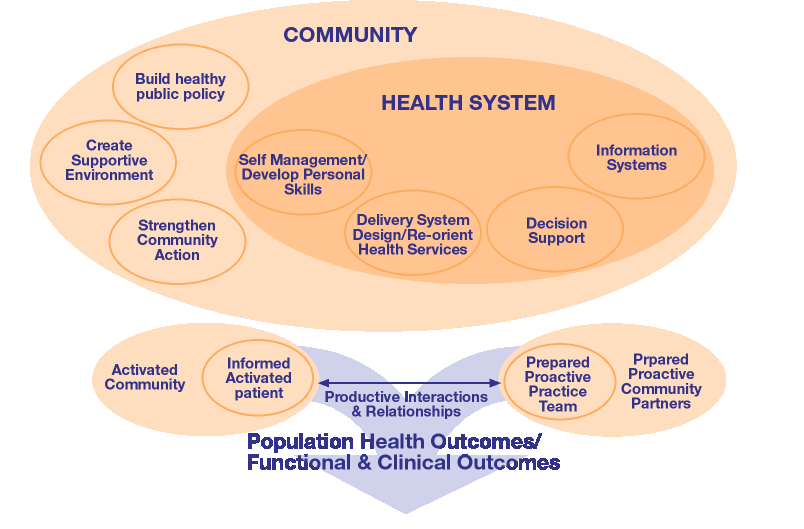 COMMUNITY
Build healthy
public policy
HEALTH SYSTEM
Create
Supportive
Environment
Self Management/
Develop Personal
Skills
Information
Systems
Strengthen
Community
Action
Delivery System
Design/Re-orient
Health Services
Decision
Support
Activated
Community
Informed
Activated
patient
Productive Interactions
& Relationships
Prepared
Proactive
Practice
Team
Prpared
Proactive
Community
Partners
Population Health Outcomes/
Functional & Clinical Outcomes